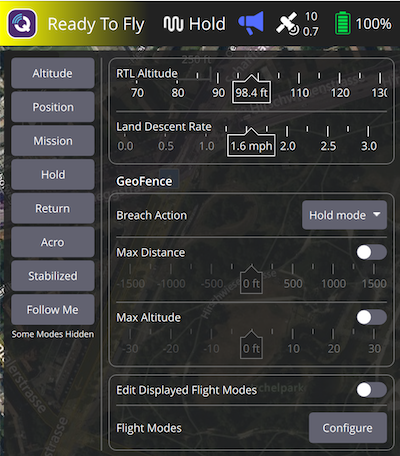 Ready To Fly Hold 10 0.7 100%
250 ft
Altitude
Position
Mission
Hold
Return
Acro
Stabilized
Follow Me
Some Modes Hidden
RTL Altitude
70 80 90 98.4 ft 110 120 130
Land Descent Rate
0.0 0.5 1.0 1.6 mph 2.0 2.5 3.0
GeoFence
Breach Action Hold mode
Max Distance
-1500 -1000 -500 0 ft 500 1000 1500
Max Altitude
-30 -20 -10 0 ft 10 20 30
Edit Displayed Flight Modes
Flight Modes Configure